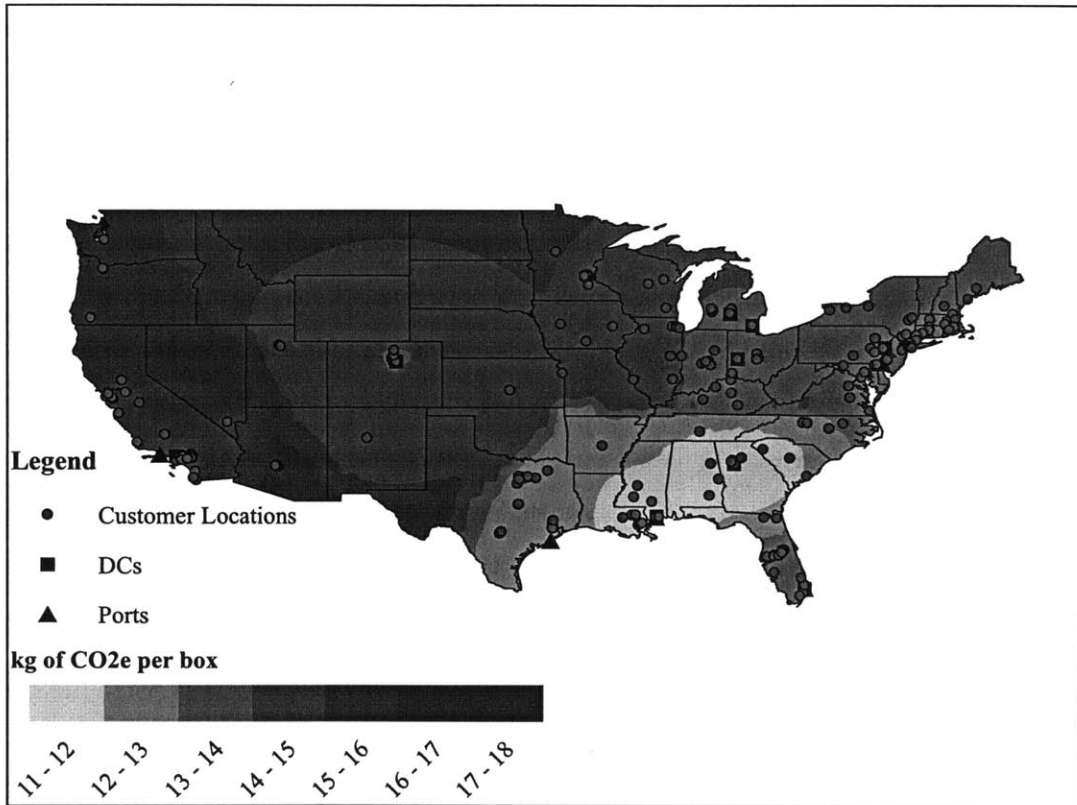 Legend
Customer Locations
DCs
Ports
kg of CO2e per box
11 - 12
12 - 13
13 - 14
14 - 15
15 - 16
16 - 17
17 - 18